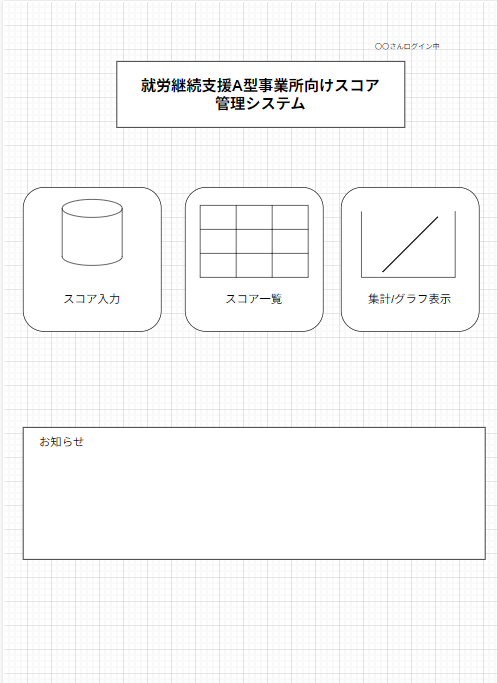 〇〇さんログイン中
就労継続支援A型事業所向けスコア
管理システム
スコア入力
スコア一覧
集計/グラフ表示
お知らせ